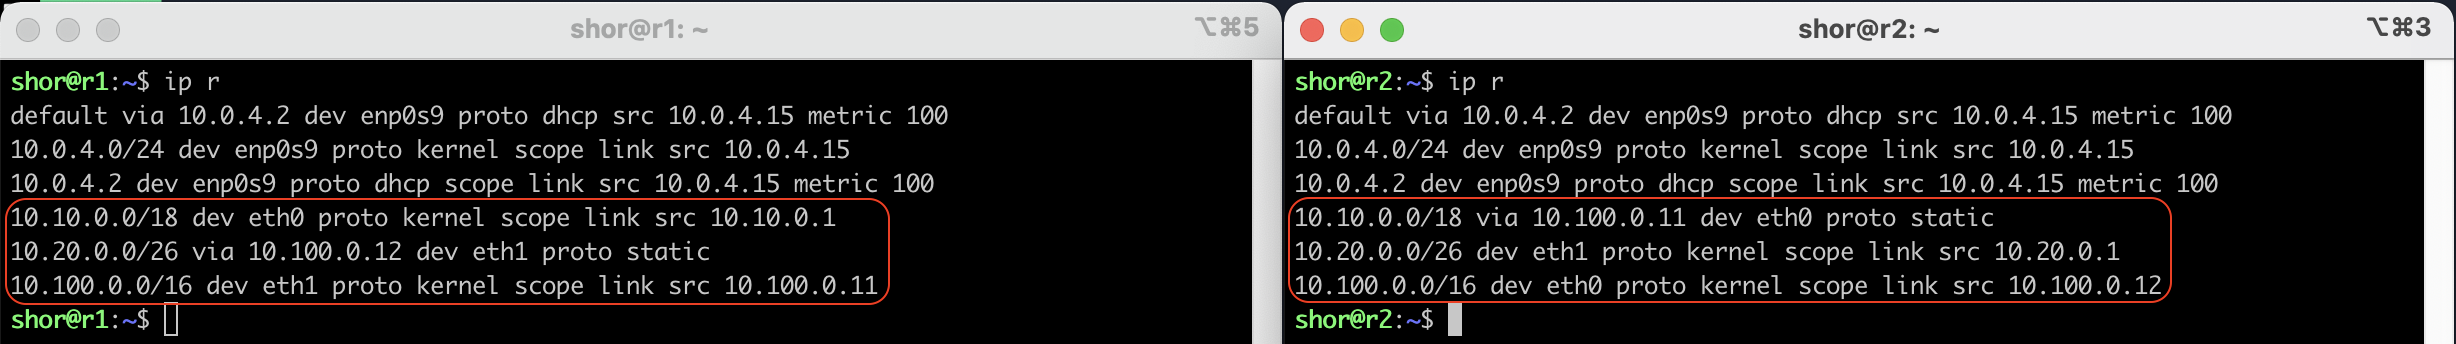 shor@r1: ~
⌥⌘5
shor@r1:~$ ip r
default via 10.0.4.2 dev enp0s9 proto dhcp src 10.0.4.15 metric 100
10.0.4.0/24 dev enp0s9 proto kernel scope link src 10.0.4.15
10.0.4.2 dev enp0s9 proto dhcp scope link src 10.0.4.15 metric 100
10.10.0.0/18 dev eth0 proto kernel scope link src 10.10.0.1
10.20.0.0/26 via 10.100.0.12 dev eth1 proto static
10.100.0.0/16 dev eth1 proto kernel scope link src 10.100.0.11
shor@r1:~$
shor@r2: ~
⌥⌘3
shor@r2:~$ ip r
default via 10.0.4.2 dev enp0s9 proto dhcp src 10.0.4.15 metric 100
10.0.4.0/24 dev enp0s9 proto kernel scope link src 10.0.4.15
10.0.4.2 dev enp0s9 proto dhcp scope link src 10.0.4.15 metric 100
10.10.0.0/18 via 10.100.0.11 dev eth0 proto static
10.20.0.0/26 dev eth1 proto kernel scope link src 10.20.0.1
10.100.0.0/16 dev eth0 proto kernel scope link src 10.100.0.12
shor@r2:~$